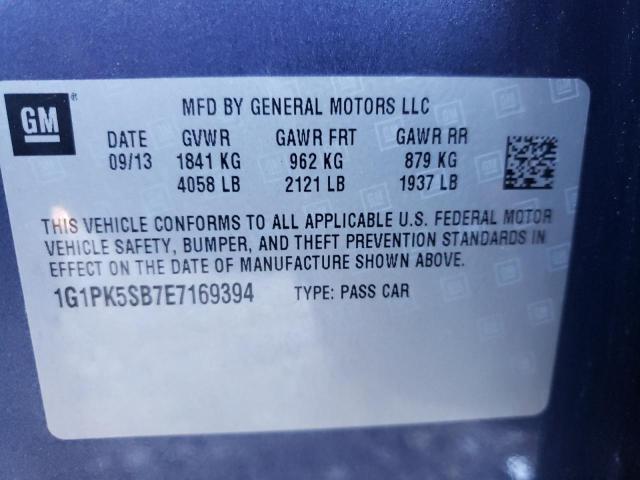 GM®
MFD BY GENERAL MOTORS LLC
DATE GVWR GAWR FRT GAWR RR
09/13 1841 KG 962 KG 879 KG
4058 LB 2121 LB 1937 LB
THIS VEHICLE CONFORMS TO ALL APPLICABLE U.S. FEDERAL MOTOR
VEHICLE SAFETY, BUMPER, AND THEFT PREVENTION STANDARDS IN
EFFECT ON THE DATE OF MANUFACTURE SHOWN ABOVE.
1G1PK5SB7E7169394 TYPE: PASS CAR